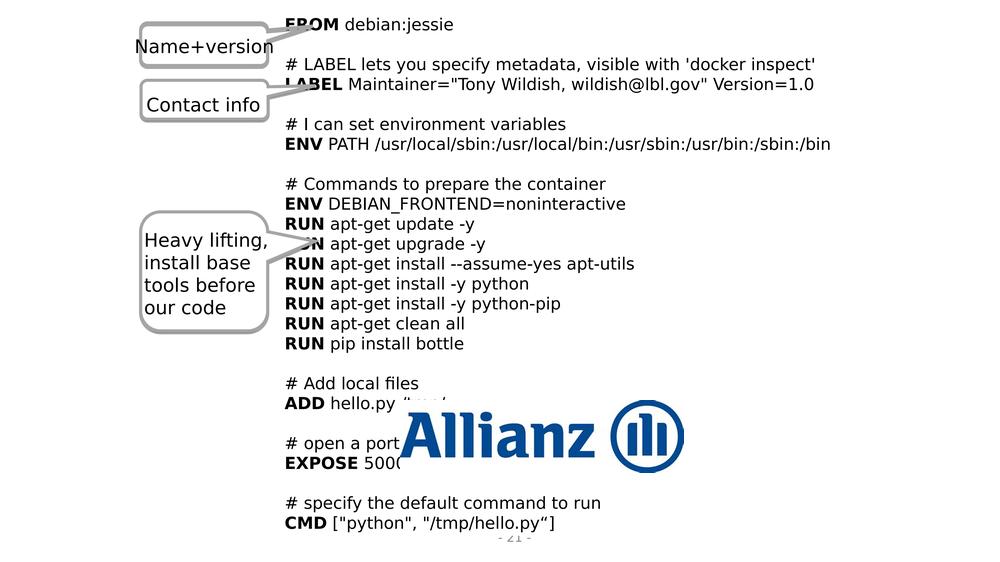 FROM debian:jessie
Name+version
# LABEL lets you specify metadata, visible with 'docker inspect'
LABEL Maintainer="Tony Wildish, wildish@lbl.gov" Version=1.0
Contact info
# I can set environment variables
ENV PATH /usr/local/sbin:/usr/local/bin:/usr/sbin:/usr/bin:/sbin:/bin
# Commands to prepare the container
ENV DEBIAN_FRONTEND=noninteractive
RUN apt-get update -y
RUN apt-get upgrade -y
RUN apt-get install --assume-yes apt-utils
RUN apt-get install -y python
RUN apt-get install -y python-pip
RUN apt-get clean all
RUN pip install bottle
Heavy lifting,
install base
tools before
our code
# Add local files
ADD hello.py
Allianz
# open a port
EXPOSE 5000
# specify the default command to run
CMD ["python", "/tmp/hello.py“]
- 21 -